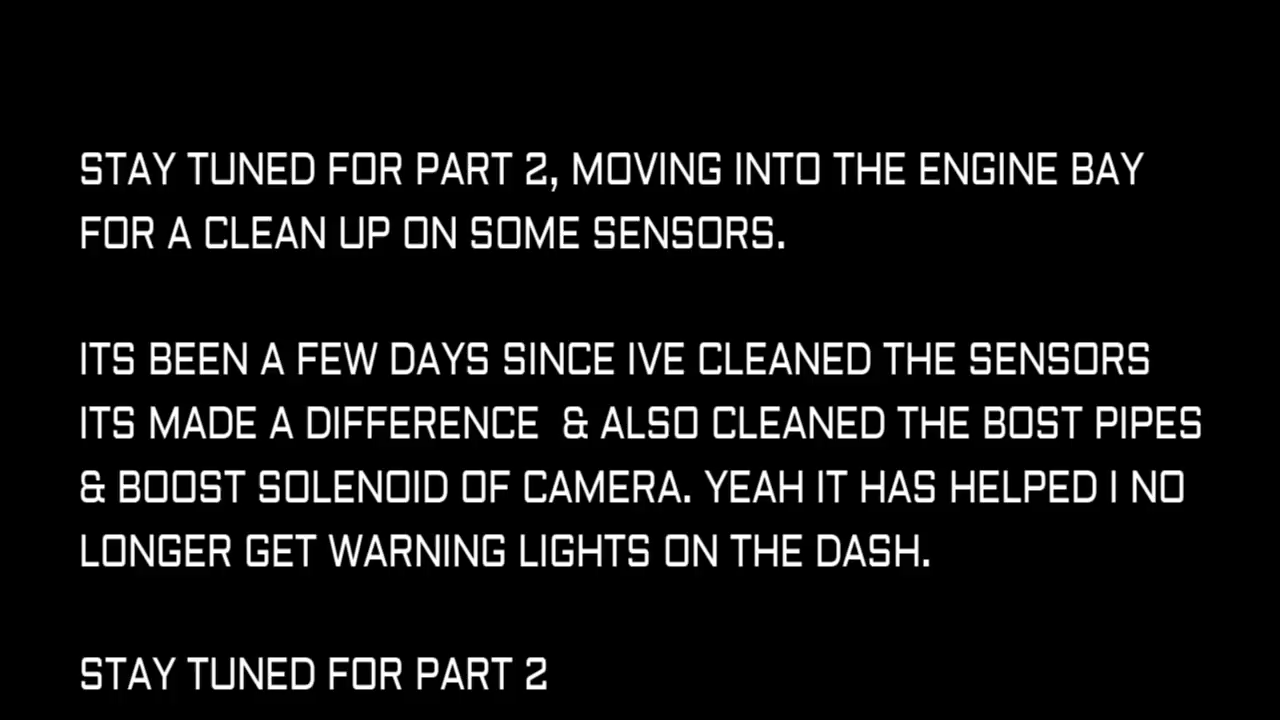 STAY TUNED FOR PART 2, MOVING INTO THE ENGINE BAY
FOR A CLEAN UP ON SOME SENSORS.
ITS BEEN A FEW DAYS SINCE IVE CLEANED THE SENSORS
ITS MADE A DIFFERENCE  & ALSO CLEANED THE BOST PIPES
& BOOST SOLENOID OF CAMERA. YEAH IT HAS HELPED I NO
LONGER GET WARNING LIGHTS ON THE DASH.
STAY TUNED FOR PART 2